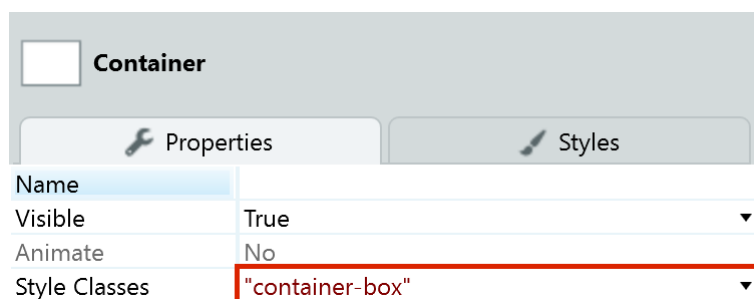 Container
Properties Styles
Name
Visible True
Animate No
Style Classes "container-box"